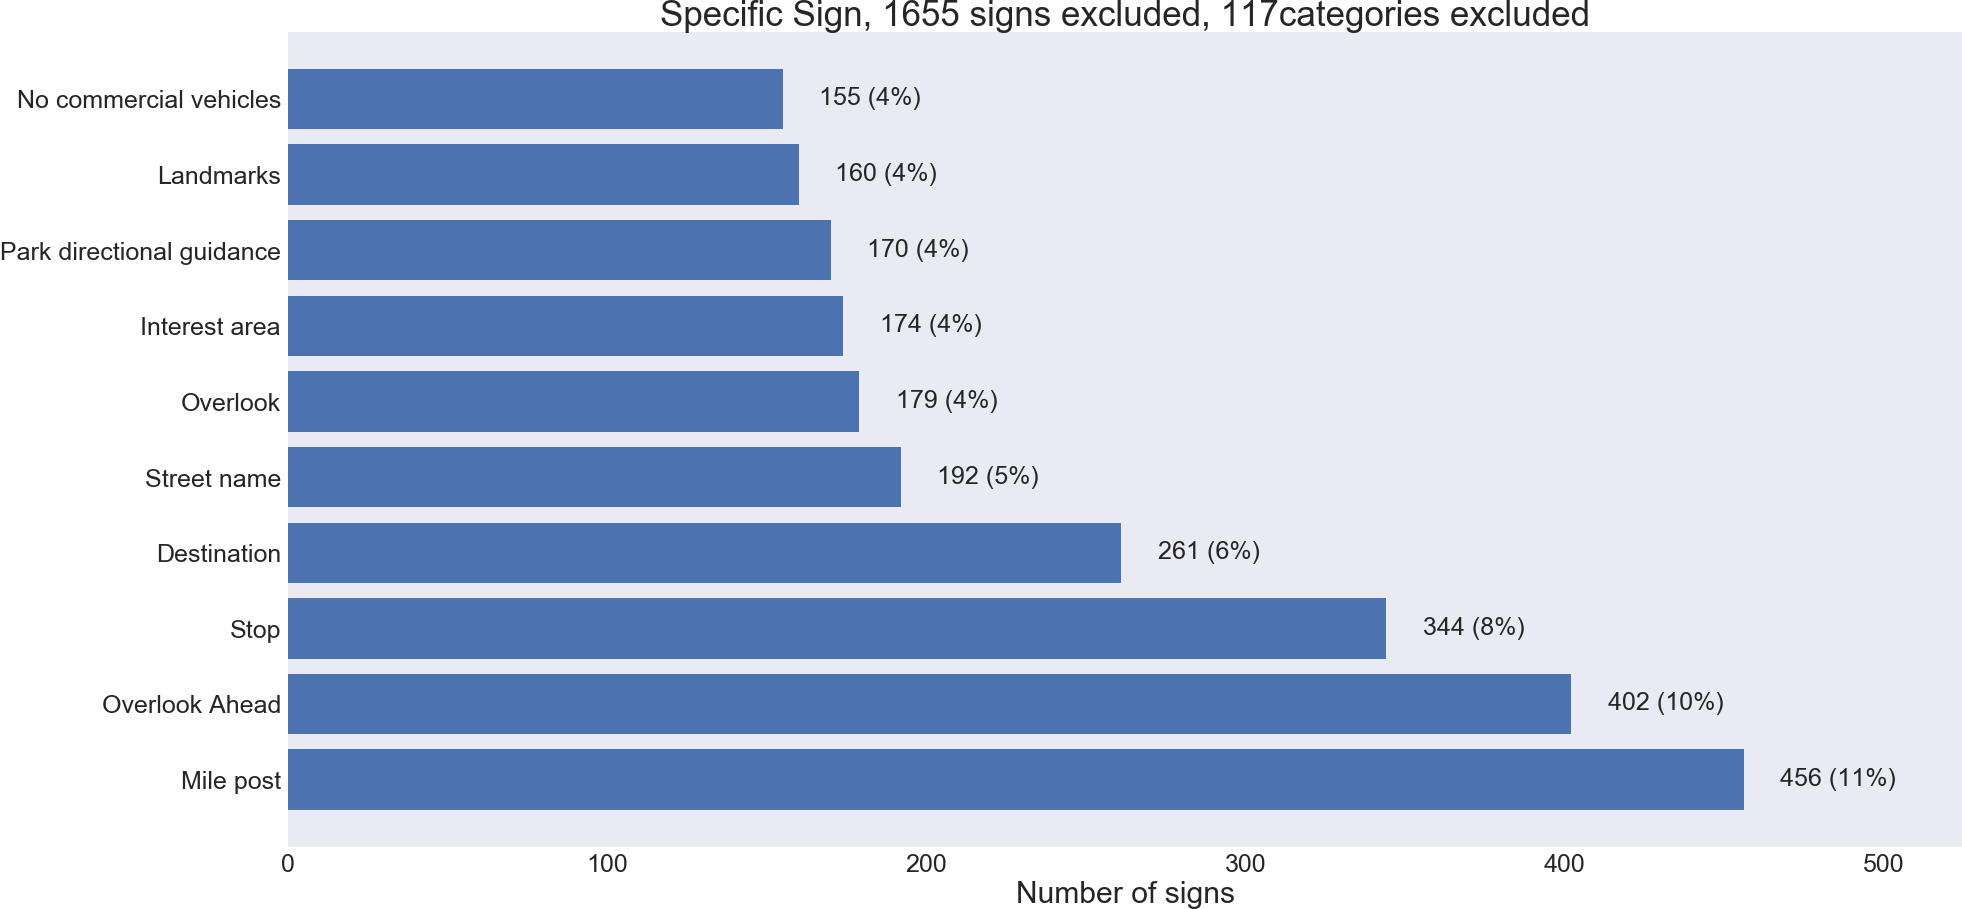 Specific Sign, 1655 signs excluded, 117categories excluded
No commercial vehicles 155 (4%)
Landmarks 160 (4%)
Park directional guidance 170 (4%)
Interest area 174 (4%)
Overlook 179 (4%)
Street name 192 (5%)
Destination 261 (6%)
Stop 344 (8%)
Overlook Ahead 402 (10%)
Mile post 456 (11%)
0 100 200 300 400 500
Number of signs